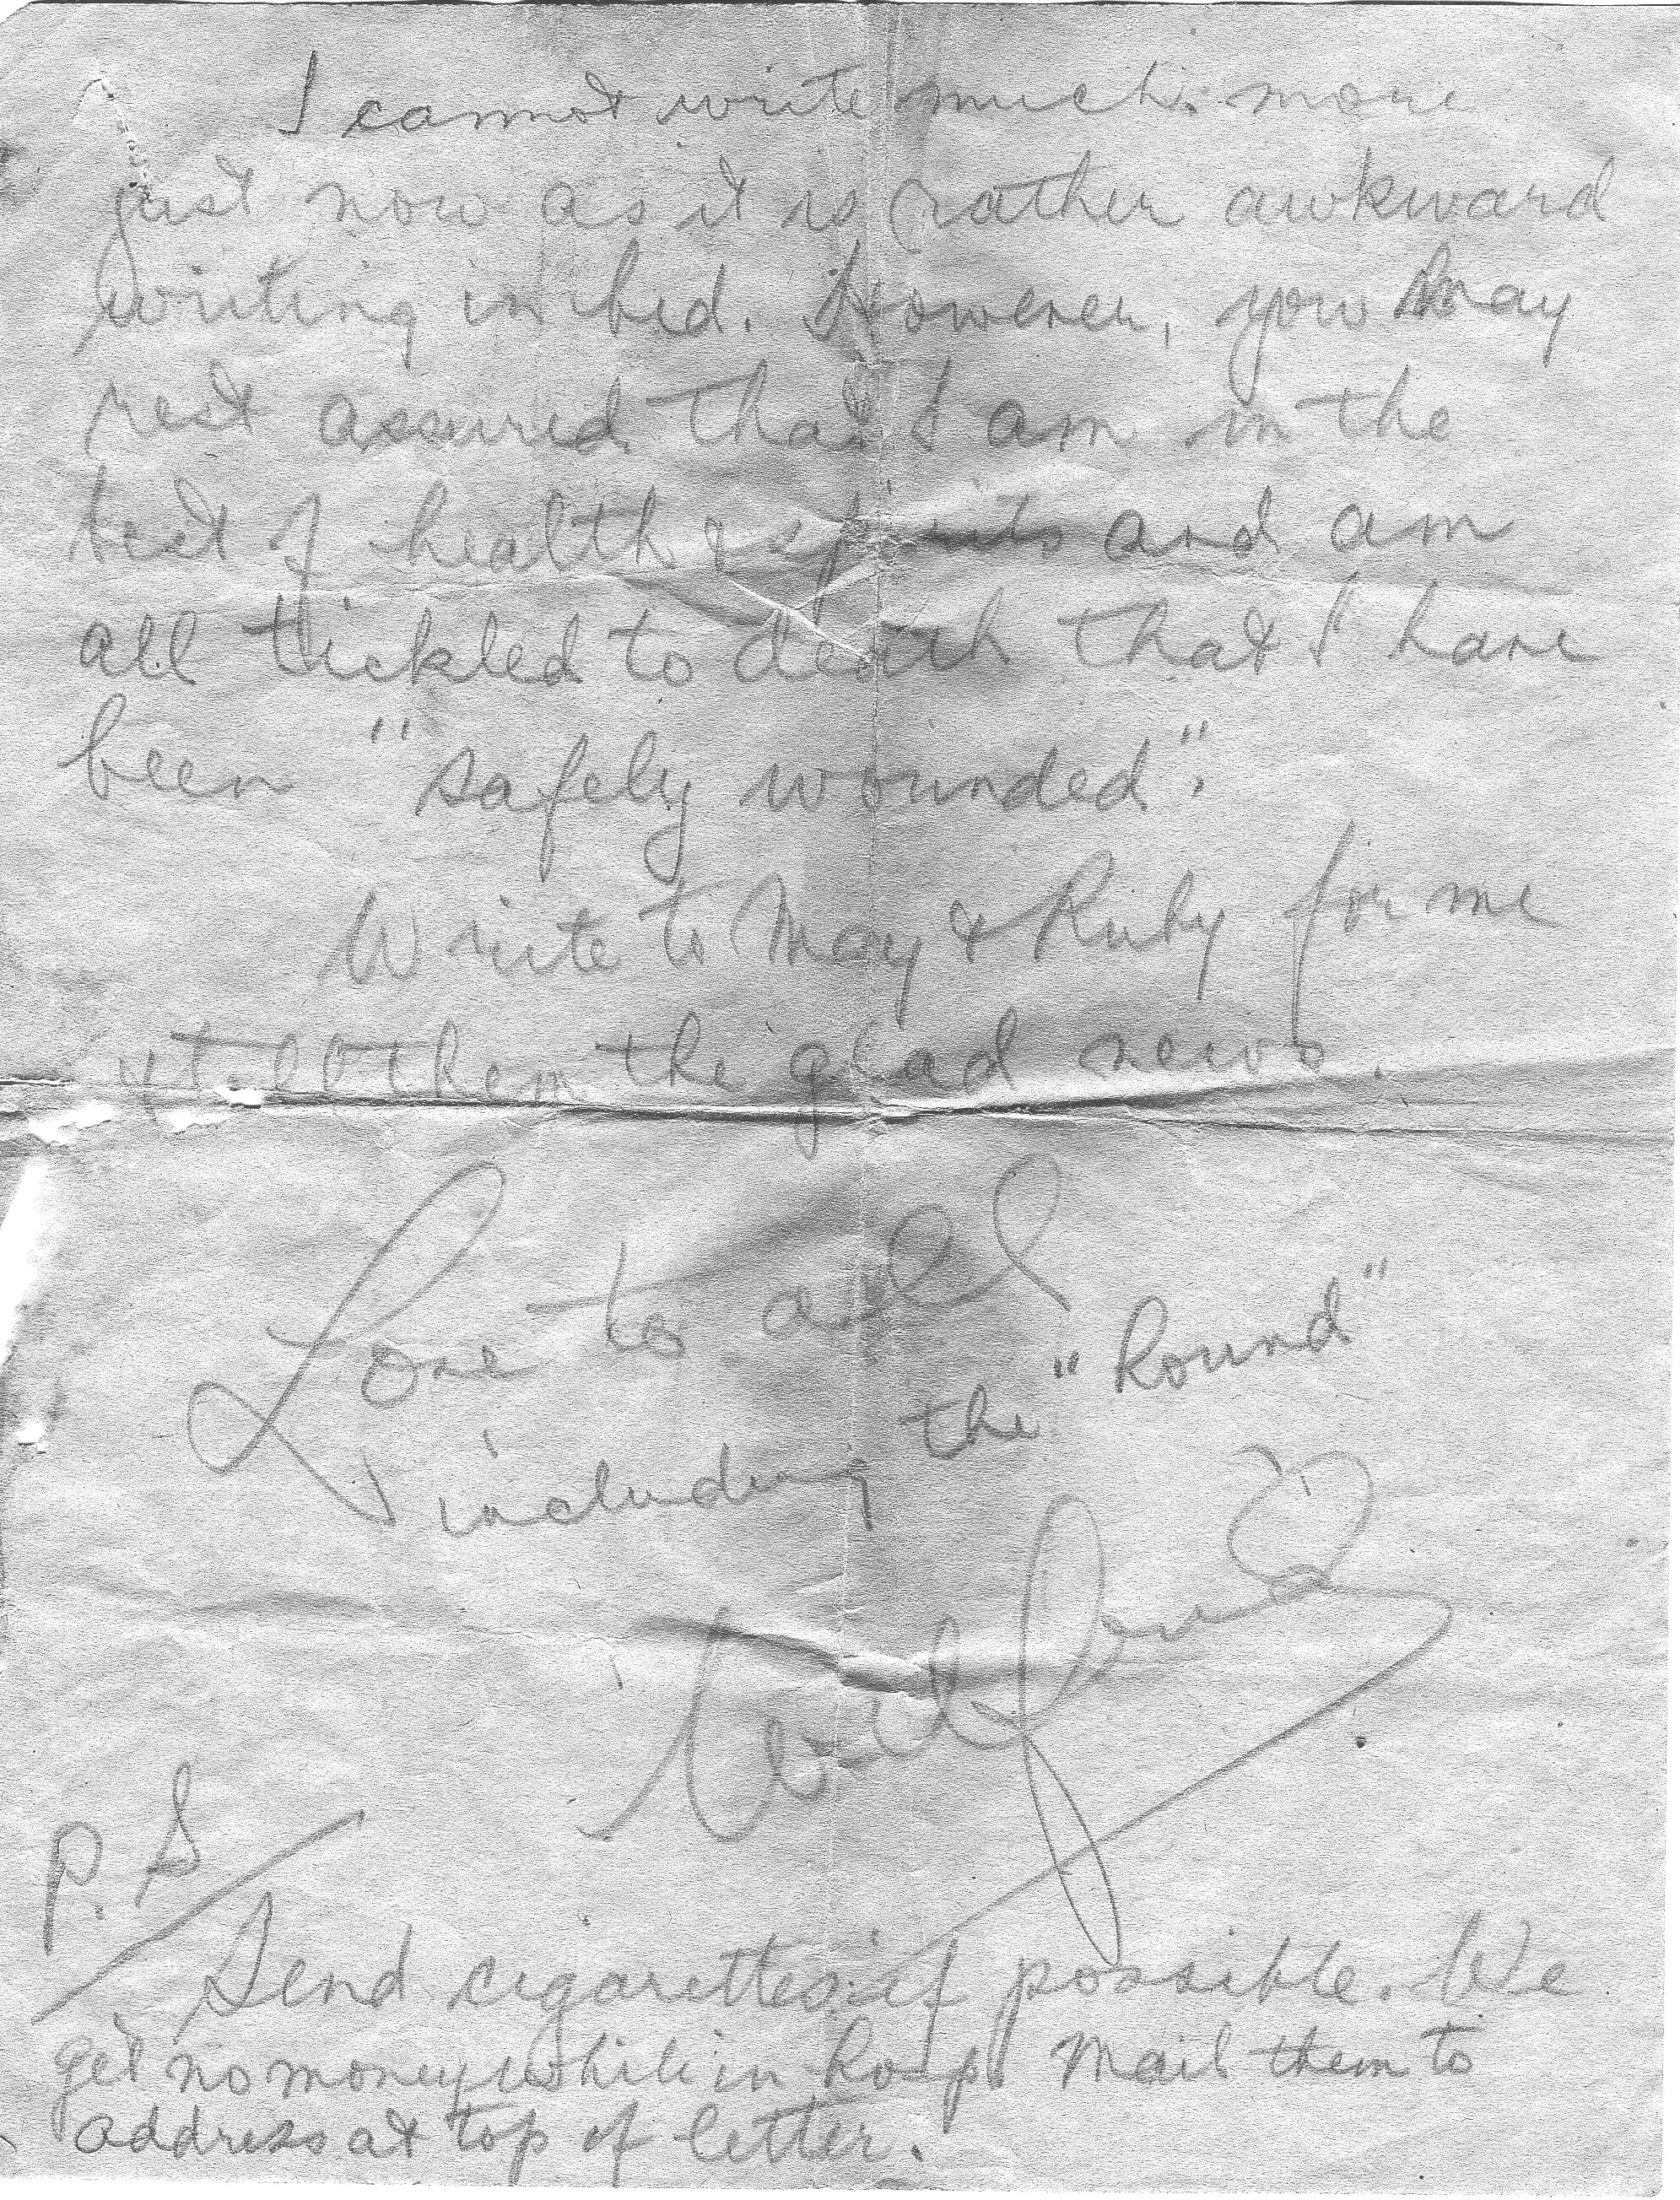 I cannot write much more
just now as it is rather awkward
writing in bed. However, you may
rest assured that I am in the
best of health & spirits and am
all tickled to death that I have
been "safely wounded".
Write to May & Ruby for me
& tell them the glad news.
Love to all
including the "Round"
Wilfred
P.S
Send cigarettes if possible. We
get no money while in hosp. Mail them to
address at top of letter.